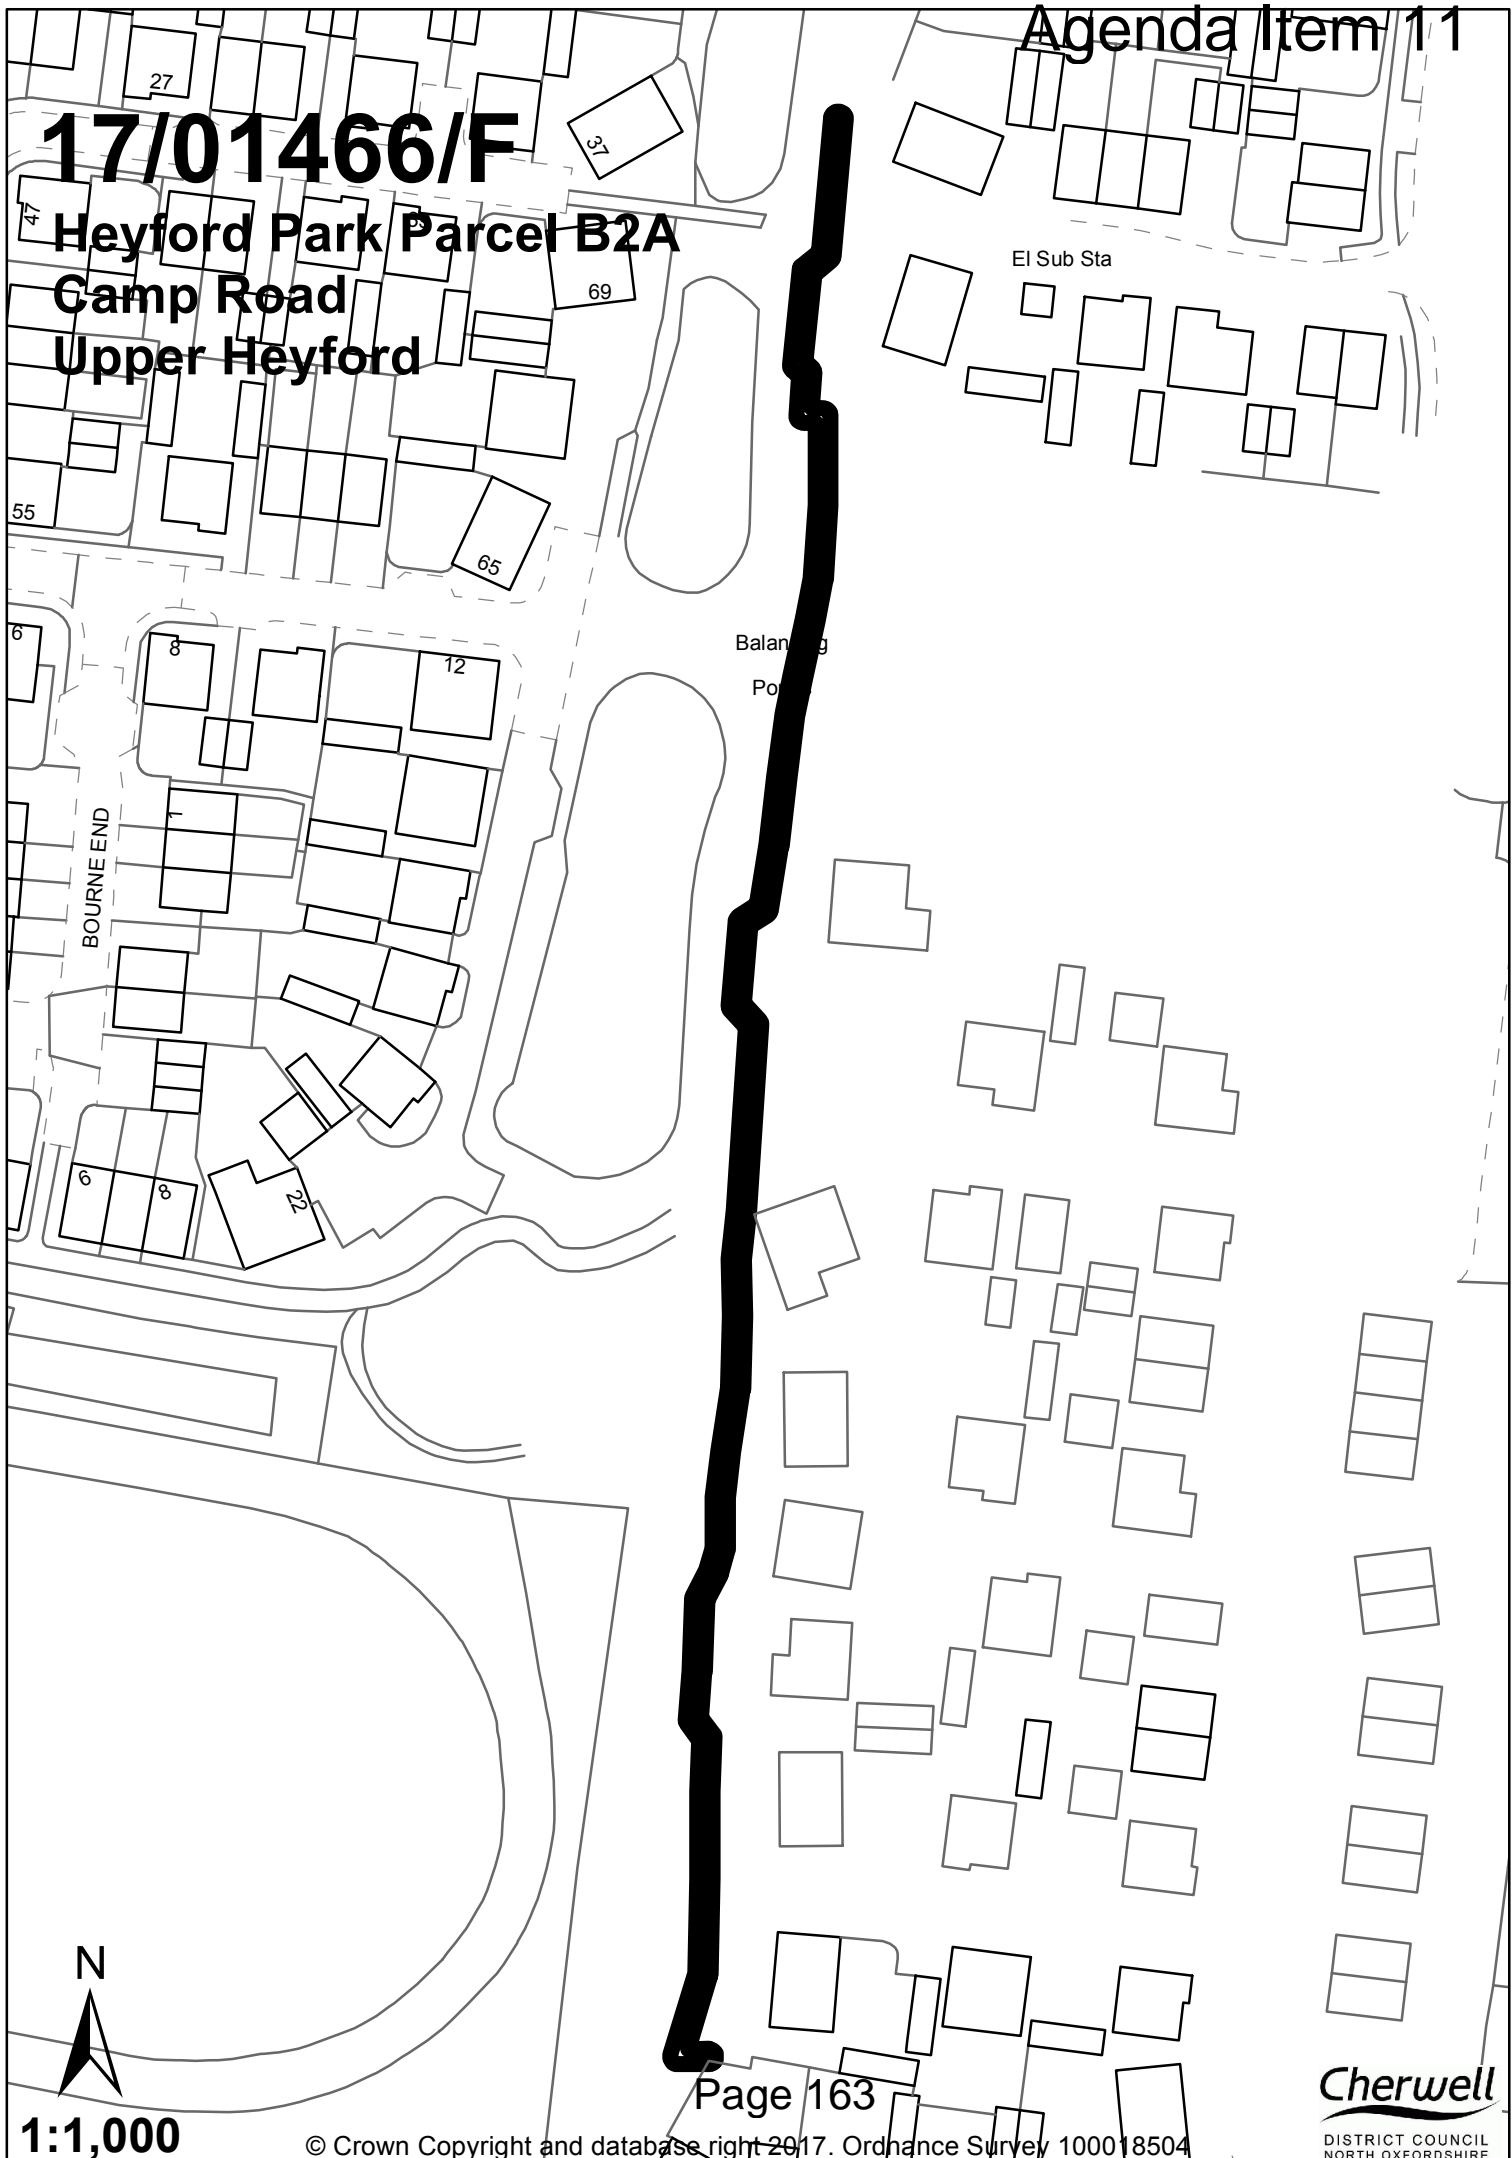 Agenda Item 11
27
37
17/01466/F
47
Heyford Park Parcel B2A
69
Camp Road
Upper Heyford
El Sub Sta
55
65
6
8
12
1
BOURNE END
6
8
22
N
1:1,000
Page 163
© Crown Copyright and database right 2017. Ordnance Survey 100018504
Cherwell
DISTRICT COUNCIL
NORTH OXFORDSHIRE